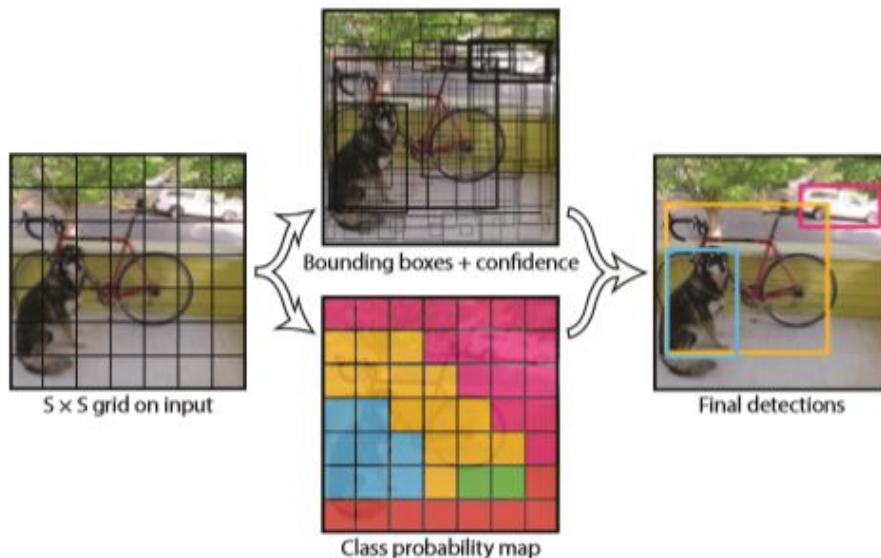 Bounding boxes + confidence
S × S grid on input
Final detections
Class probability map